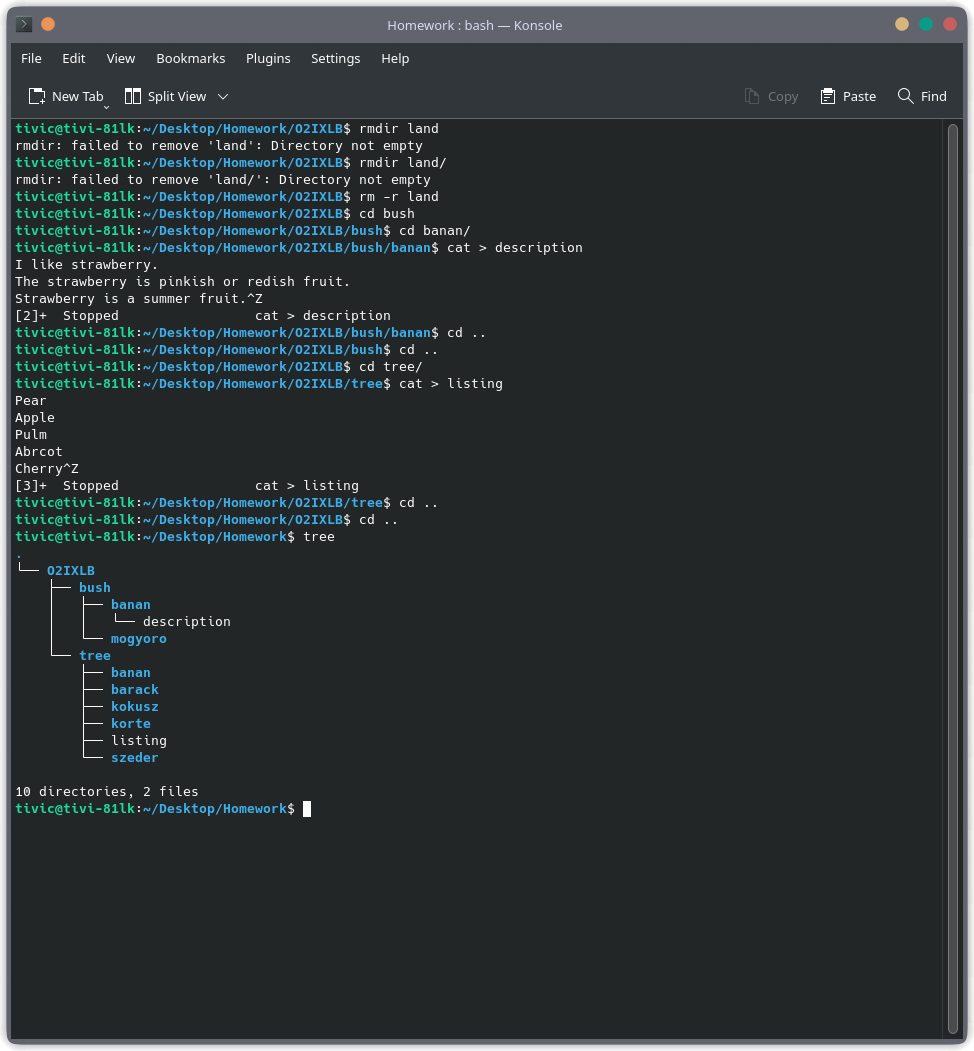 Homework : bash — Konsole
File Edit View Bookmarks Plugins Settings Help
New Tab Split View Copy Paste Find
tivic@tivi-81lk:~/Desktop/Homework/O2IXLB$ rmdir land
rmdir: failed to remove 'land': Directory not empty
tivic@tivi-81lk:~/Desktop/Homework/O2IXLB$ rmdir land/
rmdir: failed to remove 'land/': Directory not empty
tivic@tivi-81lk:~/Desktop/Homework/O2IXLB$ rm -r land
tivic@tivi-81lk:~/Desktop/Homework/O2IXLB$ cd bush
tivic@tivi-81lk:~/Desktop/Homework/O2IXLB/bush$ cd banan/
tivic@tivi-81lk:~/Desktop/Homework/O2IXLB/bush/banan$ cat > description
I like strawberry.
The strawberry is pinkish or redish fruit.
Strawberry is a summer fruit.^Z
[2]+  Stopped                 cat > description
tivic@tivi-81lk:~/Desktop/Homework/O2IXLB/bush/banan$ cd ..
tivic@tivi-81lk:~/Desktop/Homework/O2IXLB/bush$ cd ..
tivic@tivi-81lk:~/Desktop/Homework/O2IXLB$ cd tree/
tivic@tivi-81lk:~/Desktop/Homework/O2IXLB/tree$ cat > listing
Pear
Apple
Pulm
Abrcot
Cherry^Z
[3]+  Stopped                 cat > listing
tivic@tivi-81lk:~/Desktop/Homework/O2IXLB/tree$ cd ..
tivic@tivi-81lk:~/Desktop/Homework/O2IXLB$ cd ..
tivic@tivi-81lk:~/Desktop/Homework$ tree
.
└── O2IXLB
    ├── bush
    │   ├── banan
    │   │   └── description
    │   └── mogyoro
    └── tree
        ├── banan
        ├── barack
        ├── kokusz
        ├── korte
        ├── listing
        └── szeder
10 directories, 2 files
tivic@tivi-81lk:~/Desktop/Homework$